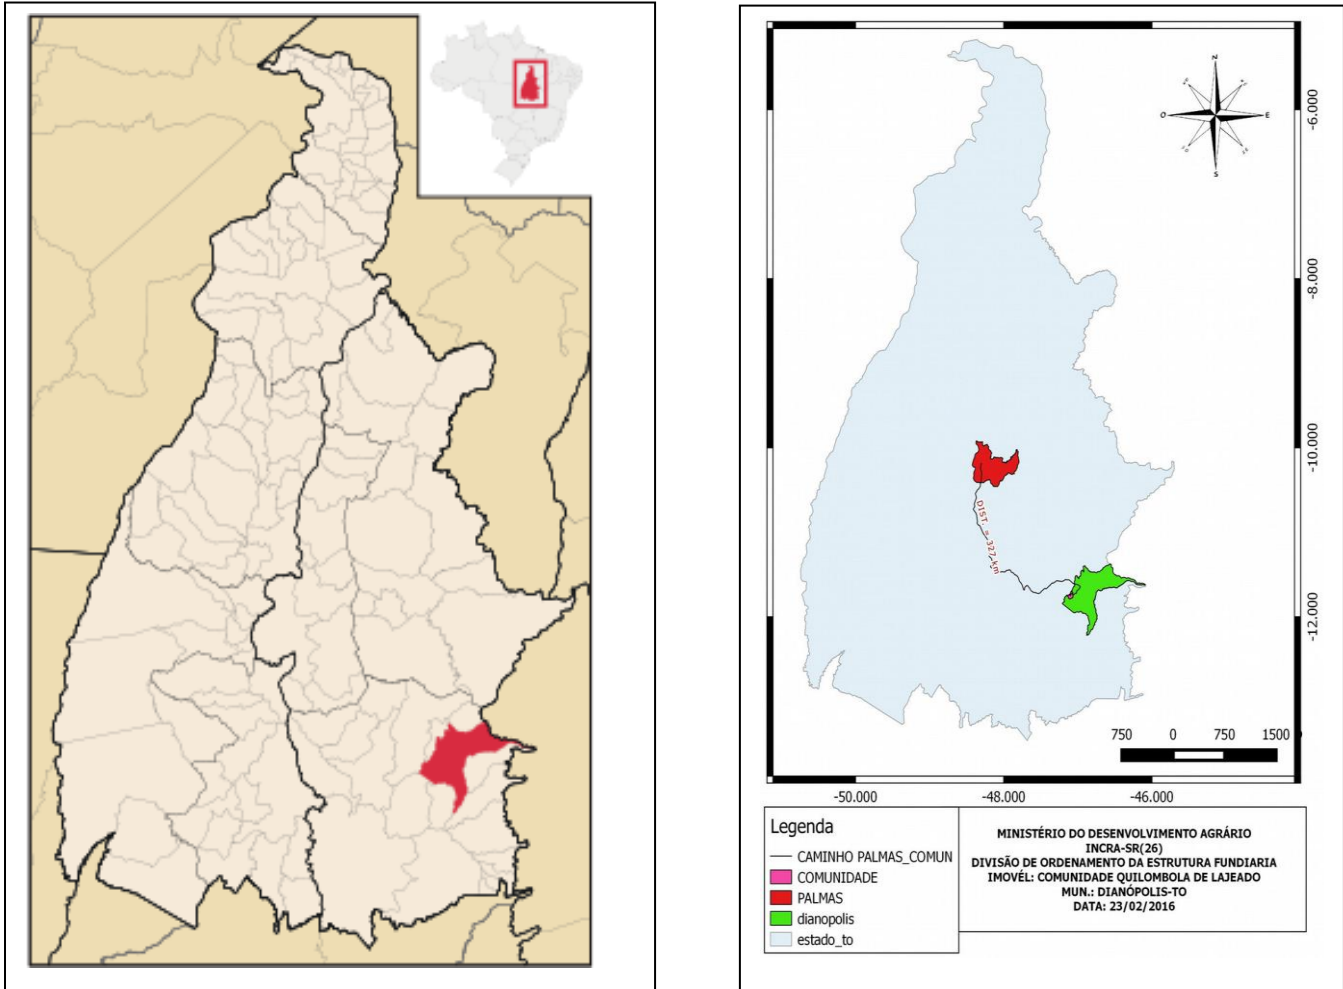 N
O
E
S
-6.000
-8.000
-10.000
-12.000
DIST. = 327 km
750 0 750 1500
-50.000 -48.000 -46.000
Legenda
CAMINHO PALMAS_COMUN
COMUNIDADE
PALMAS
dianopolis
estado_to
MINISTÉRIO DO DESENVOLVIMENTO AGRÁRIO
INCRA-SR(26)
DIVISÃO DE ORDENAMENTO DA ESTRUTURA FUNDIARIA
IMOVÉL: COMUNIDADE QUILOMBOLA DE LAJEADO
MUN.: DIANÓPOLIS-TO
DATA: 23/02/2016